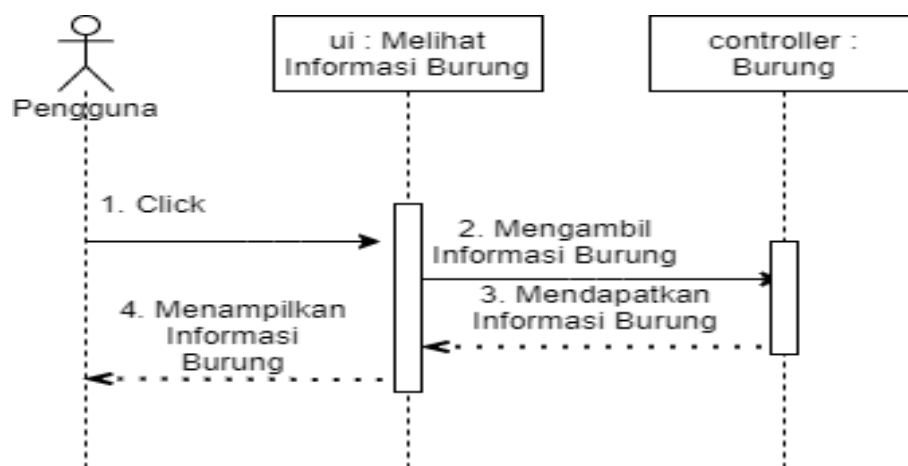 ui : Melihat
Informasi Burung
controller :
Burung
Pengguna
1. Click
2. Mengambil
Informasi Burung
3. Mendapatkan
Informasi Burung
4. Menampilkan
Informasi
Burung